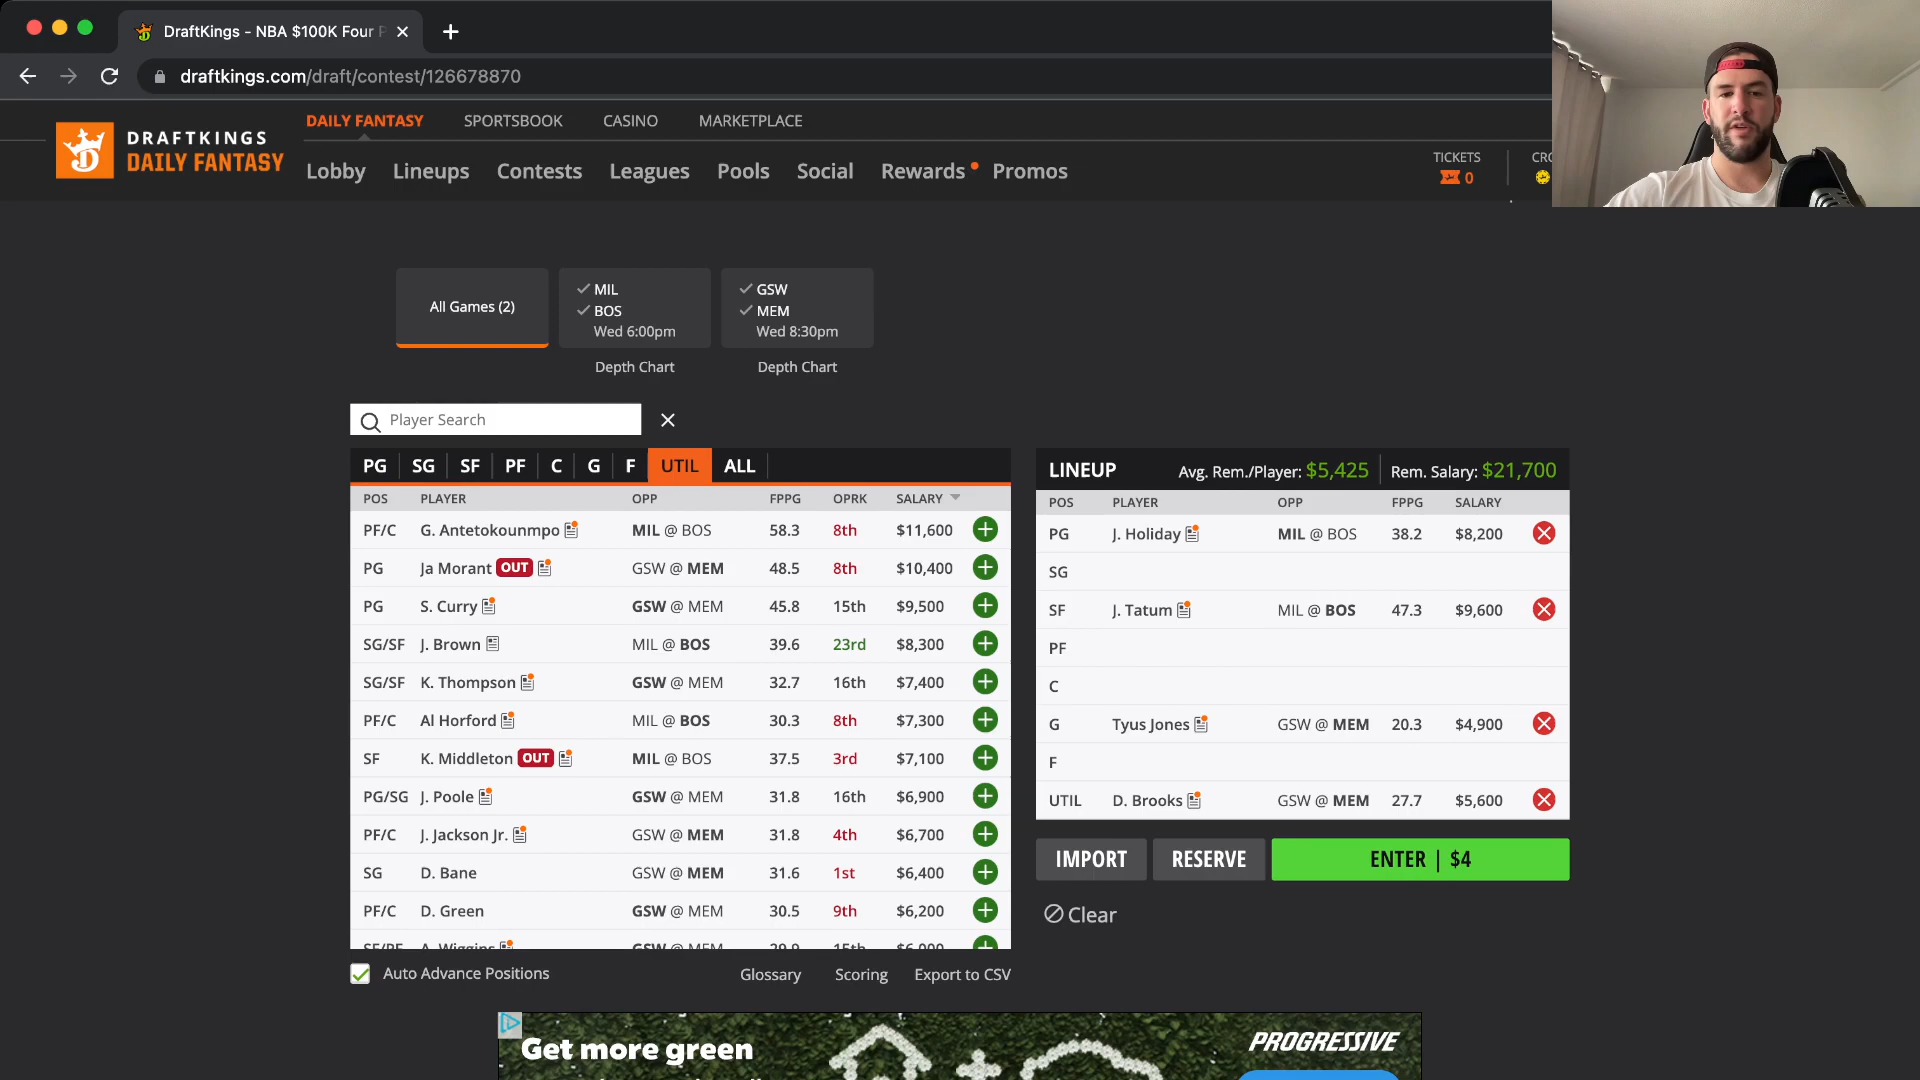 DraftKings - NBA $100K Four P
draftkings.com/draft/contest/126678870
DRAFTKINGS
DAILY FANTASY
DAILY FANTASY SPORTSBOOK CASINO MARKETPLACE
Lobby Lineups Contests Leagues Pools Social Rewards Promos
TICKETS
0
CRO
All Games (2)
MIL
BOS
Wed 6:00pm
Depth Chart
GSW
MEM
Wed 8:30pm
Depth Chart
Player Search
PG SG SF PF C G F UTIL ALL
POS PLAYER OPP FPPG OPRK SALARY
PF/C G. Antetokounmpo MIL @ BOS 58.3 8th $11,600
PG Ja Morant OUT GSW @ MEM 48.5 8th $10,400
PG S. Curry GSW @ MEM 45.8 15th $9,500
SG/SF J. Brown MIL @ BOS 39.6 23rd $8,300
SG/SF K. Thompson GSW @ MEM 32.7 16th $7,400
PF/C Al Horford MIL @ BOS 30.3 8th $7,300
SF K. Middleton OUT MIL @ BOS 37.5 3rd $7,100
PG/SG J. Poole GSW @ MEM 31.8 16th $6,900
PF/C J. Jackson Jr. GSW @ MEM 31.8 4th $6,700
SG D. Bane GSW @ MEM 31.6 1st $6,400
PF/C D. Green GSW @ MEM 30.5 9th $6,200
SF/PF A. Wiggins GSW @ MEM 29.9 15th $6,000
Auto Advance Positions
Glossary Scoring Export to CSV
LINEUP Avg. Rem./Player: $5,425 Rem. Salary: $21,700
POS PLAYER OPP FPPG SALARY
PG J. Holiday MIL @ BOS 38.2 $8,200
SG
SF J. Tatum MIL @ BOS 47.3 $9,600
PF
C
G Tyus Jones GSW @ MEM 20.3 $4,900
F
UTIL D. Brooks GSW @ MEM 27.7 $5,600
IMPORT RESERVE ENTER | $4
Clear
Get more green
PROGRESSIVE